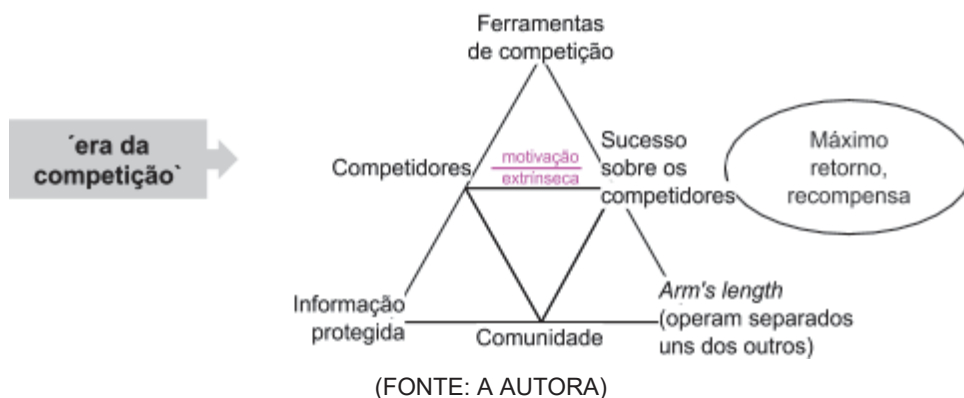 Ferramentas
de competição
´era da
competição`
Competidores
motivação
extrínseca
Sucesso
sobre os
competidores
Máximo
retorno,
recompensa
Informação
protegida
Comunidade
Arm's length
(operam separados
uns dos outros)
(FONTE: A AUTORA)